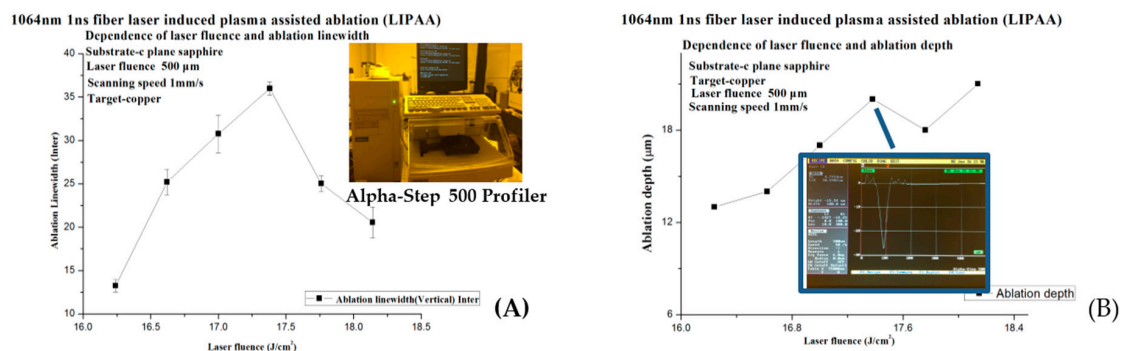 1064nm 1ns fiber laser induced plasma assisted ablation (LIPAA)
Dependence of laser fluence and ablation linewidth
Substrate-c plane sapphire
Laser fluence 500 μm
Scanning speed 1mm/s
Target-copper
40
35
30
25
20
15
10
Ablation Linewidth (Inter)
Alpha-Step 500 Profiler
Ablation linewidth(Vertical) Inter
(A)
16.0 16.5 17.0 17.5 18.0 18.5
Laser fluence (J/cm²)
1064nm 1ns fiber laser induced plasma assisted ablation (LIPAA)
Dependence of laser fluence and ablation depth
Substrate-c plane sapphire
Target-copper
Laser fluence 500 μm
Scanning speed 1mm/s
18
12
6
Ablation depth (μm)
Alpha-Step 500
Ablation depth
(B)
16.0 16.8 17.6 18.4
Laser fluence (J/cm²)